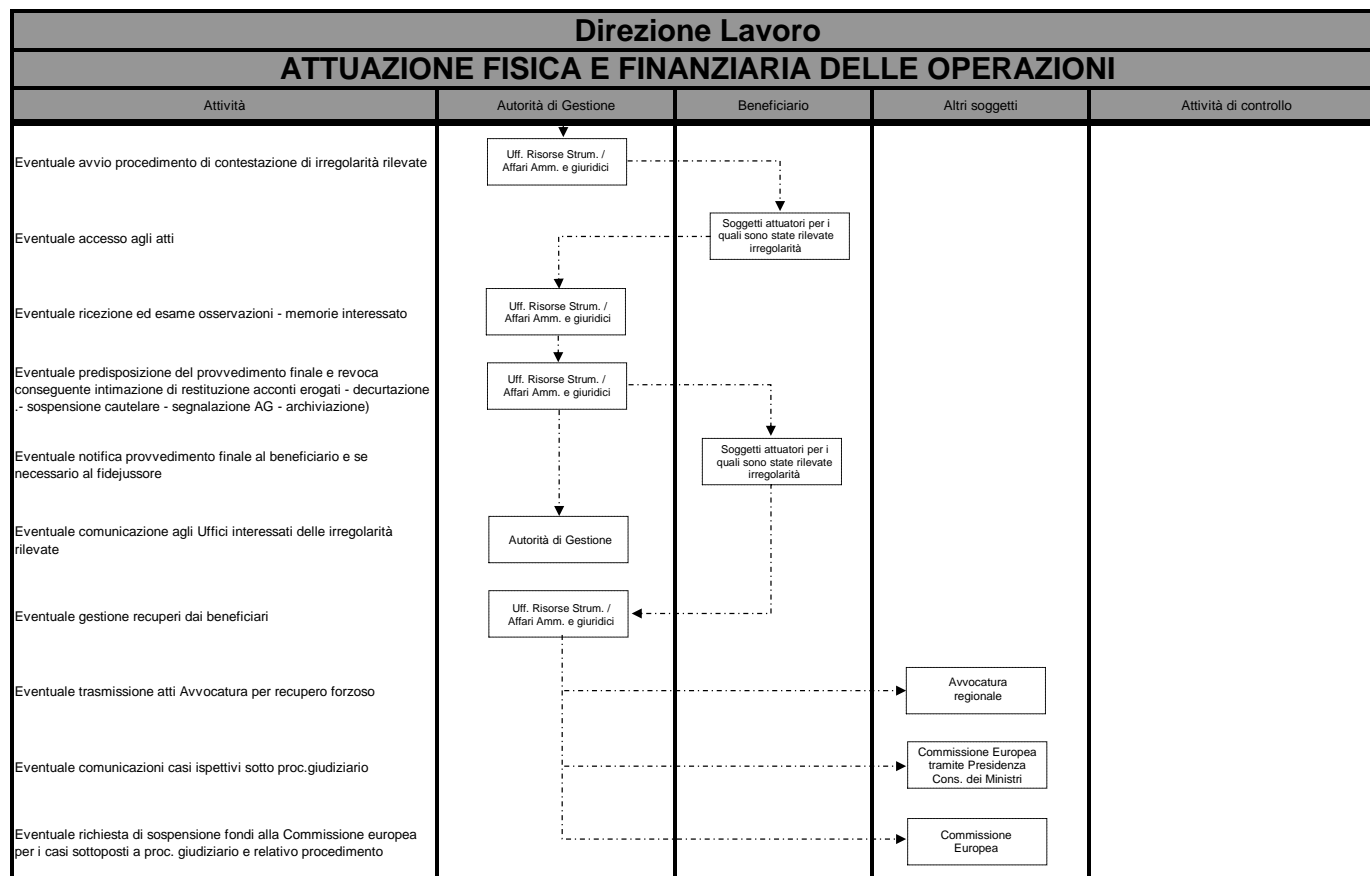 Direzione Lavoro
ATTUAZIONE FISICA E FINANZIARIA DELLE OPERAZIONI
Attività
Autorità di Gestione
Beneficiario
Altri soggetti
Attività di controllo
Eventuale avvio procedimento di contestazione di irregolarità rilevate
Uff. Risorse Strum. /
Affari Amm. e giuridici
Eventuale accesso agli atti
Soggetti attuatori per i
quali sono state rilevate
irregolarità
Eventuale ricezione ed esame osservazioni - memorie interessato
Uff. Risorse Strum. /
Affari Amm. e giuridici
Eventuale predisposizione del provvedimento finale e revoca
conseguente intimazione di restituzione acconti erogati - decurtazione
.- sospensione cautelare - segnalazione AG - archiviazione)
Uff. Risorse Strum. /
Affari Amm. e giuridici
Eventuale notifica provvedimento finale al beneficiario e se
necessario al fidejussore
Soggetti attuatori per i
quali sono state rilevate
irregolarità
Eventuale comunicazione agli Uffici interessati delle irregolarità
rilevate
Autorità di Gestione
Eventuale gestione recuperi dai beneficiari
Uff. Risorse Strum. /
Affari Amm. e giuridici
Eventuale trasmissione atti Avvocatura per recupero forzoso
Avvocatura
regionale
Eventuale comunicazioni casi ispettivi sotto proc.giudiziario
Commissione Europea
tramite Presidenza
Cons. dei Ministri
Eventuale richiesta di sospensione fondi alla Commissione europea
per i casi sottoposti a proc. giudiziario e relativo procedimento
Commissione
Europea